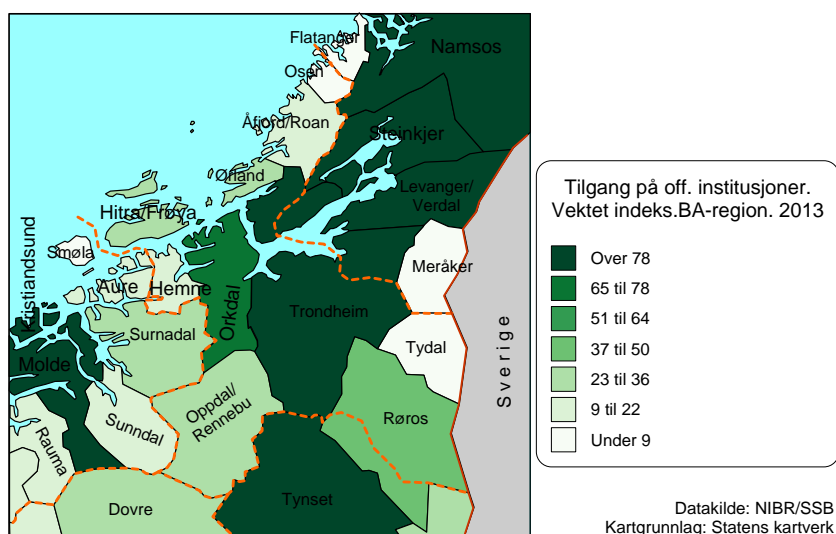 Flatanger
Namsos
Osen
Åfjord/Roan
Steinkjer
Ørland
Levanger/
Verdal
Hitra/Frøya
Smøla
Meråker
Kristiandsund
Aure
Hemne
Orkdal
Trondheim
Surnadal
Tydal
Sverige
Molde
Oppdal/
Rennebu
Røros
Sunndal
Rauma
Tynset
Dovre
Tilgang på off. institusjoner.
Vektet indeks.BA-region. 2013
Over 78
65 til 78
51 til 64
37 til 50
23 til 36
9 til 22
Under 9
Datakilde: NIBR/SSB
Kartgrunnlag: Statens kartverk